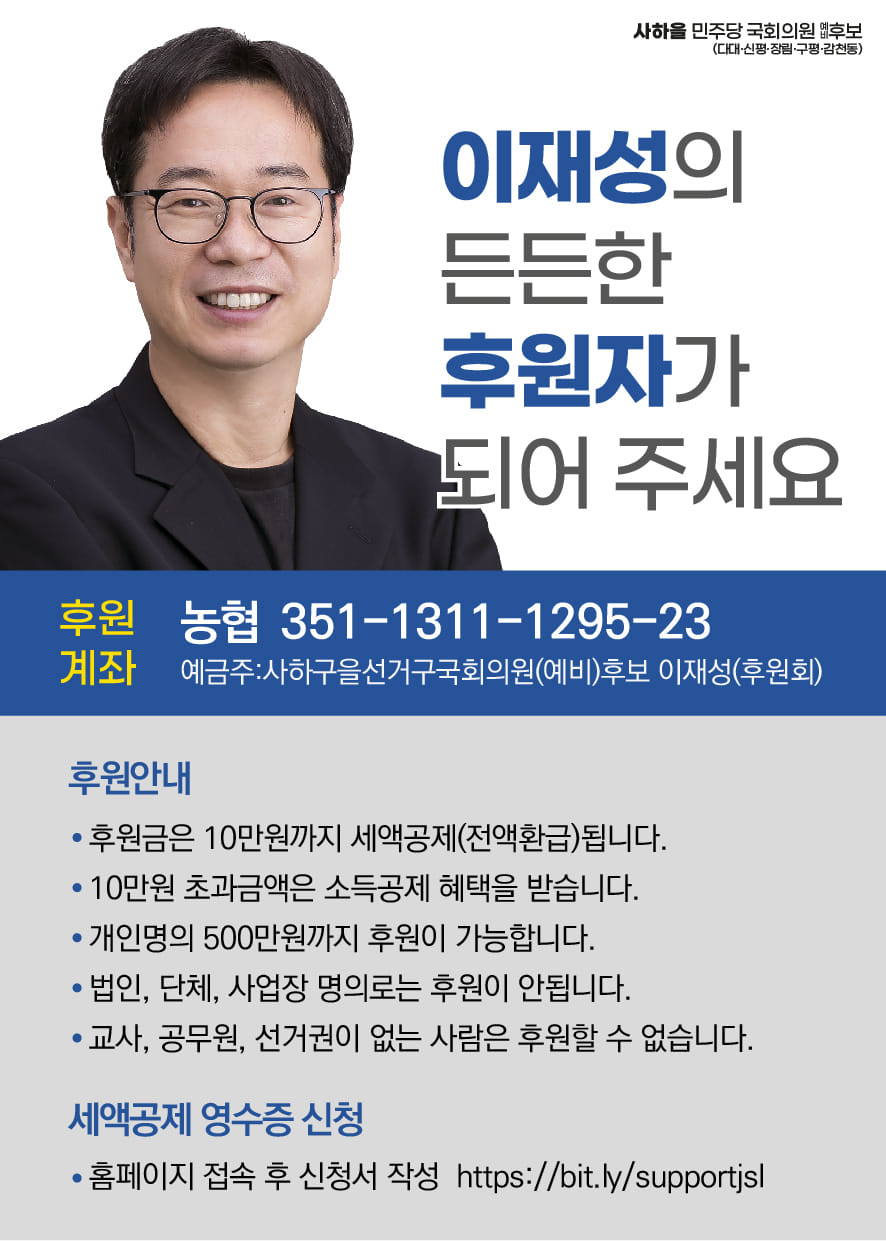 사하을 민주당 국회의원 예비후보
(다대·신평·장림·구평·감천동)
이재성의
든든한
후원자가
되어 주세요
후원
계좌
농협 351-1311-1295-23
예금주:사하구을선거구국회의원(예비)후보 이재성(후원회)
후원안내
•후원금은 10만원까지 세액공제(전액환급)됩니다.
•10만원 초과금액은 소득공제 혜택을 받습니다.
•개인명의 500만원까지 후원이 가능합니다.
•법인, 단체, 사업장 명의로는 후원이 안됩니다.
•교사, 공무원, 선거권이 없는 사람은 후원할 수 없습니다.
세액공제 영수증 신청
•홈페이지 접속 후 신청서 작성 https://bit.ly/supportjsl